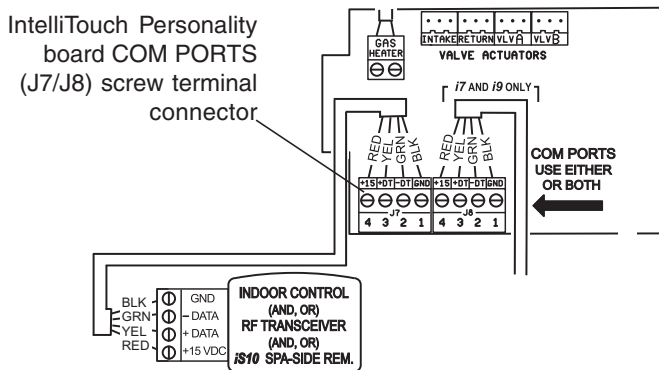 IntelliTouch Personality
board COM PORTS
(J7/J8) screw terminal
connector
GAS
HEATER
INTAKE RETURN VLV A VLV B
VALVE ACTUATORS
i7 AND i9 ONLY
RED YEL GRN BLK
RED YEL GRN BLK
COM PORTS
USE EITHER
OR BOTH
+15 +DT -DT GND
+15 +DT -DT GND
J7
J8
4 3 2 1
4 3 2 1
BLK GND
GRN - DATA
YEL + DATA
RED +15 VDC
INDOOR CONTROL
(AND, OR)
RF TRANSCEIVER
(AND, OR)
iS10 SPA-SIDE REM.